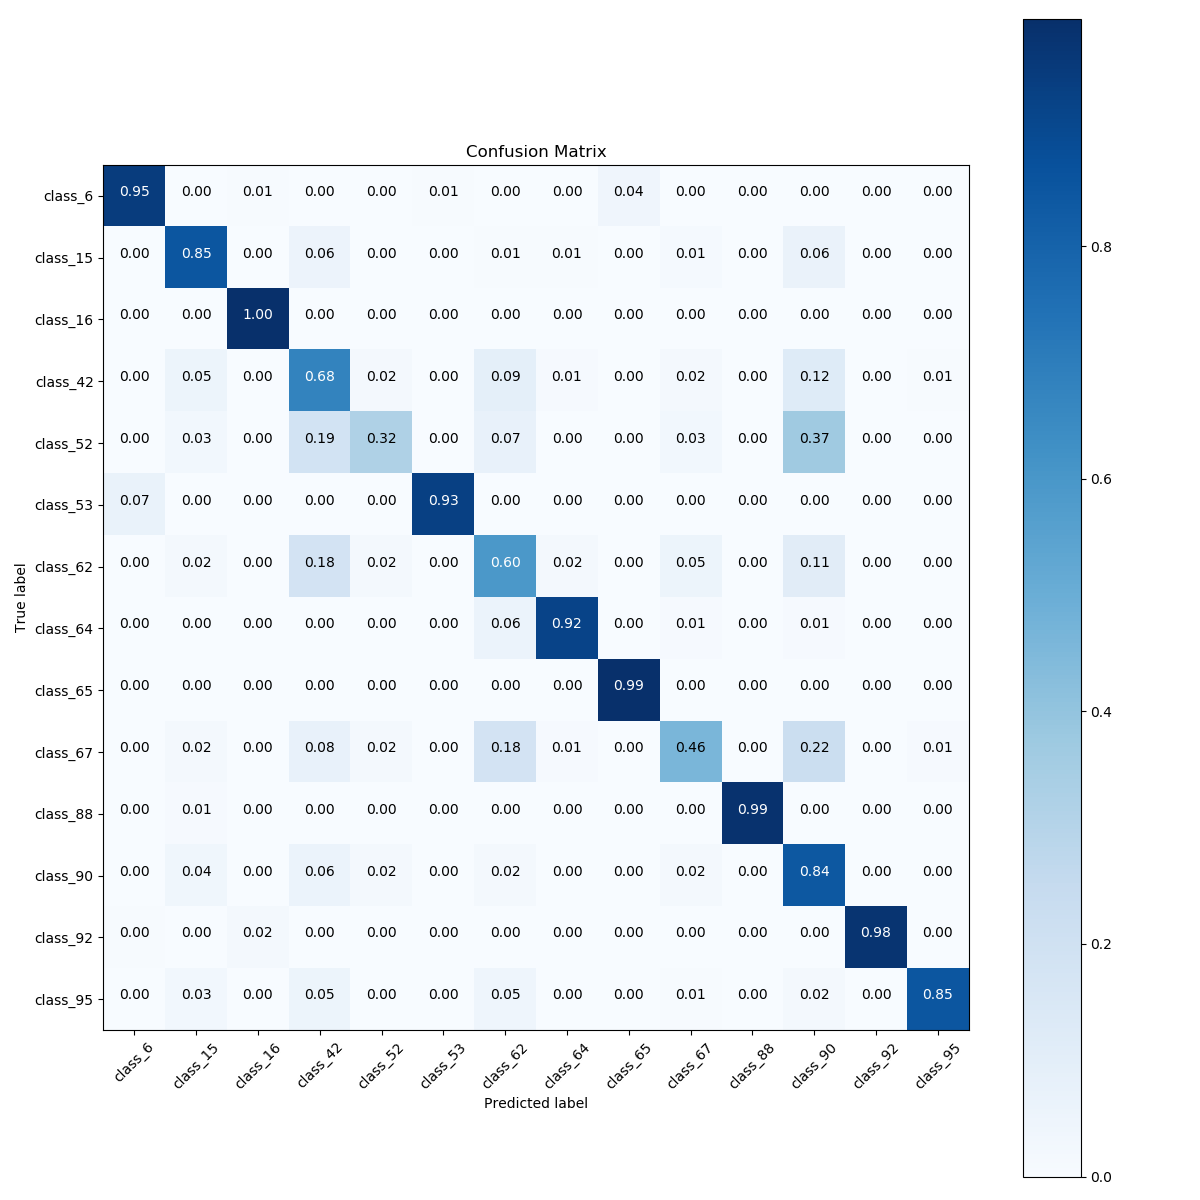 Confusion Matrix
class_6 0.95 0.00 0.01 0.00 0.00 0.01 0.00 0.00 0.04 0.00 0.00 0.00 0.00 0.00
class_15 0.00 0.85 0.00 0.06 0.00 0.00 0.01 0.01 0.00 0.01 0.00 0.06 0.00 0.00
class_16 0.00 0.00 1.00 0.00 0.00 0.00 0.00 0.00 0.00 0.00 0.00 0.00 0.00 0.00
class_42 0.00 0.05 0.00 0.68 0.02 0.00 0.09 0.01 0.00 0.02 0.00 0.12 0.00 0.01
class_52 0.00 0.03 0.00 0.19 0.32 0.00 0.07 0.00 0.00 0.03 0.00 0.37 0.00 0.00
class_53 0.07 0.00 0.00 0.00 0.00 0.93 0.00 0.00 0.00 0.00 0.00 0.00 0.00 0.00
class_62 0.00 0.02 0.00 0.18 0.02 0.00 0.60 0.02 0.00 0.05 0.00 0.11 0.00 0.00
class_64 0.00 0.00 0.00 0.00 0.00 0.00 0.06 0.92 0.00 0.01 0.00 0.01 0.00 0.00
class_65 0.00 0.00 0.00 0.00 0.00 0.00 0.00 0.00 0.99 0.00 0.00 0.00 0.00 0.00
class_67 0.00 0.02 0.00 0.08 0.02 0.00 0.18 0.01 0.00 0.46 0.00 0.22 0.00 0.01
class_88 0.00 0.01 0.00 0.00 0.00 0.00 0.00 0.00 0.00 0.00 0.99 0.00 0.00 0.00
class_90 0.00 0.04 0.00 0.06 0.02 0.00 0.02 0.00 0.00 0.02 0.00 0.84 0.00 0.00
class_92 0.00 0.00 0.02 0.00 0.00 0.00 0.00 0.00 0.00 0.00 0.00 0.00 0.98 0.00
class_95 0.00 0.03 0.00 0.05 0.00 0.00 0.05 0.00 0.00 0.01 0.00 0.02 0.00 0.85
True label
class_6 class_15 class_16 class_42 class_52 class_53 class_62 class_64 class_65 class_67 class_88 class_90 class_92 class_95
Predicted label
0.8
0.6
0.4
0.2
0.0